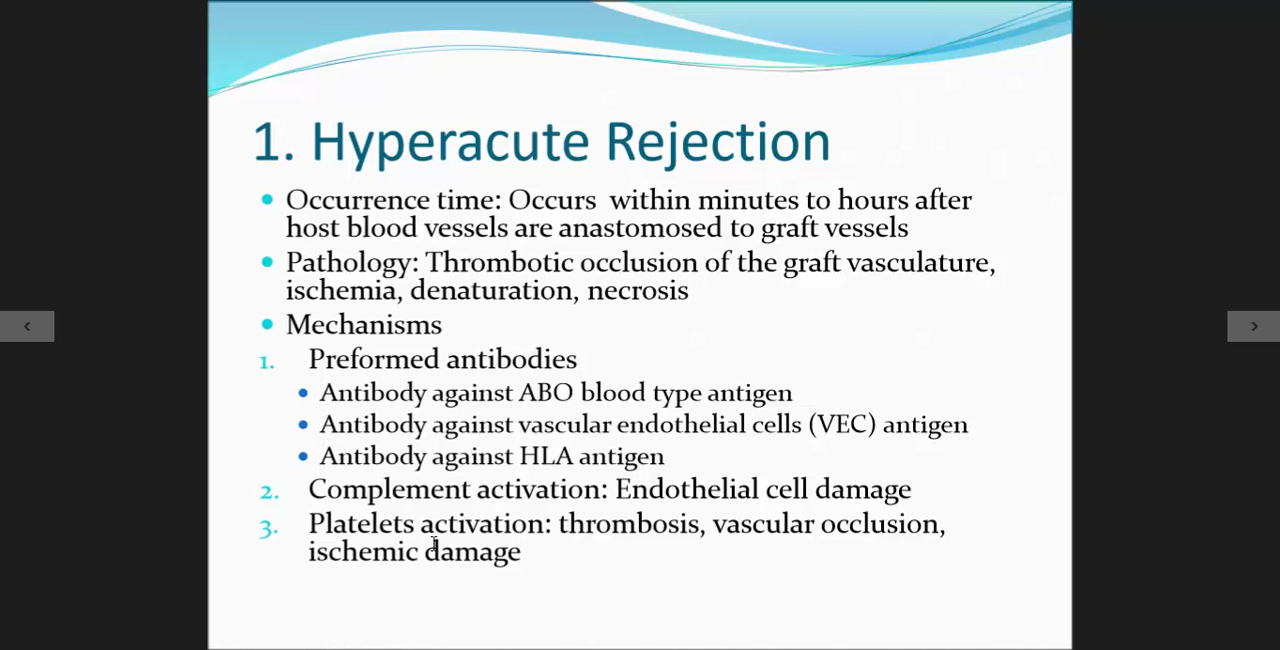 1. Hyperacute Rejection
• Occurrence time: Occurs within minutes to hours after
host blood vessels are anastomosed to graft vessels
• Pathology: Thrombotic occlusion of the graft vasculature,
ischemia, denaturation, necrosis
• Mechanisms
1. Preformed antibodies
• Antibody against ABO blood type antigen
• Antibody against vascular endothelial cells (VEC) antigen
• Antibody against HLA antigen
2. Complement activation: Endothelial cell damage
3. Platelets activation: thrombosis, vascular occlusion,
ischemic damage